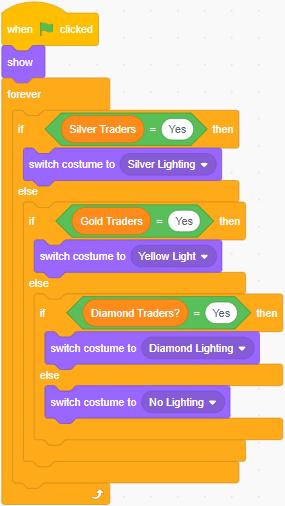 when clicked
show
forever
if Silver Traders = Yes then
switch costume to Silver Lighting
else
if Gold Traders = Yes then
switch costume to Yellow Light
else
if Diamond Traders? = Yes then
switch costume to Diamond Lighting
else
switch costume to No Lighting